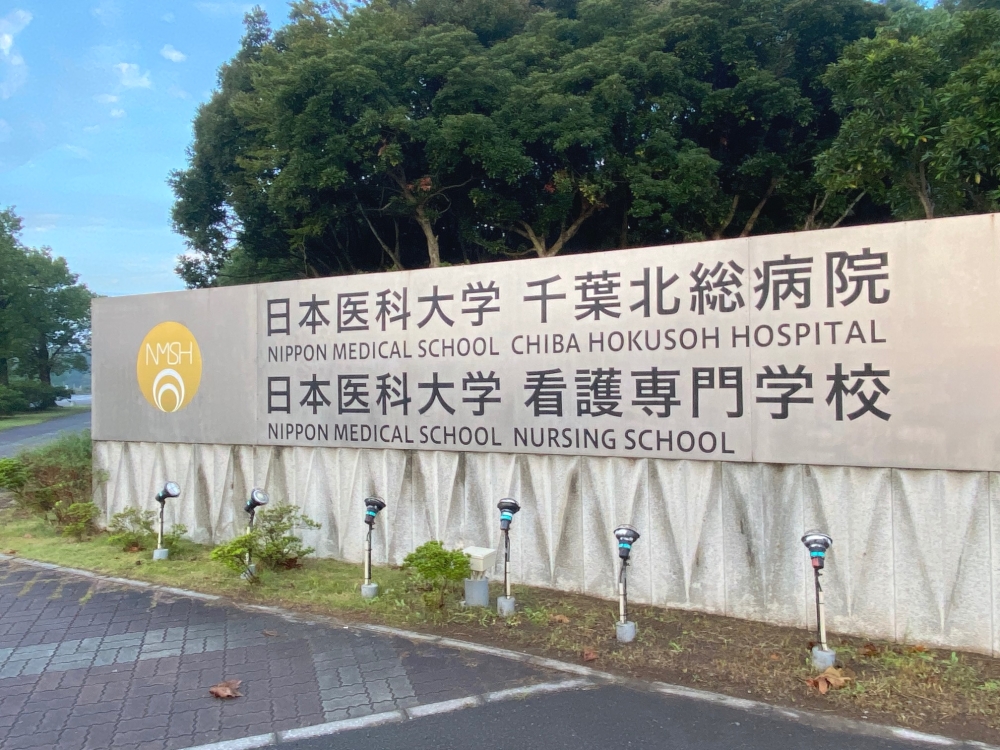 NMSH
日本医科大学 千葉北総病院
NIPPON MEDICAL SCHOOL CHIBA HOKUSOH HOSPITAL
日本医科大学 看護専門学校
NIPPON MEDICAL SCHOOL NURSING SCHOOL